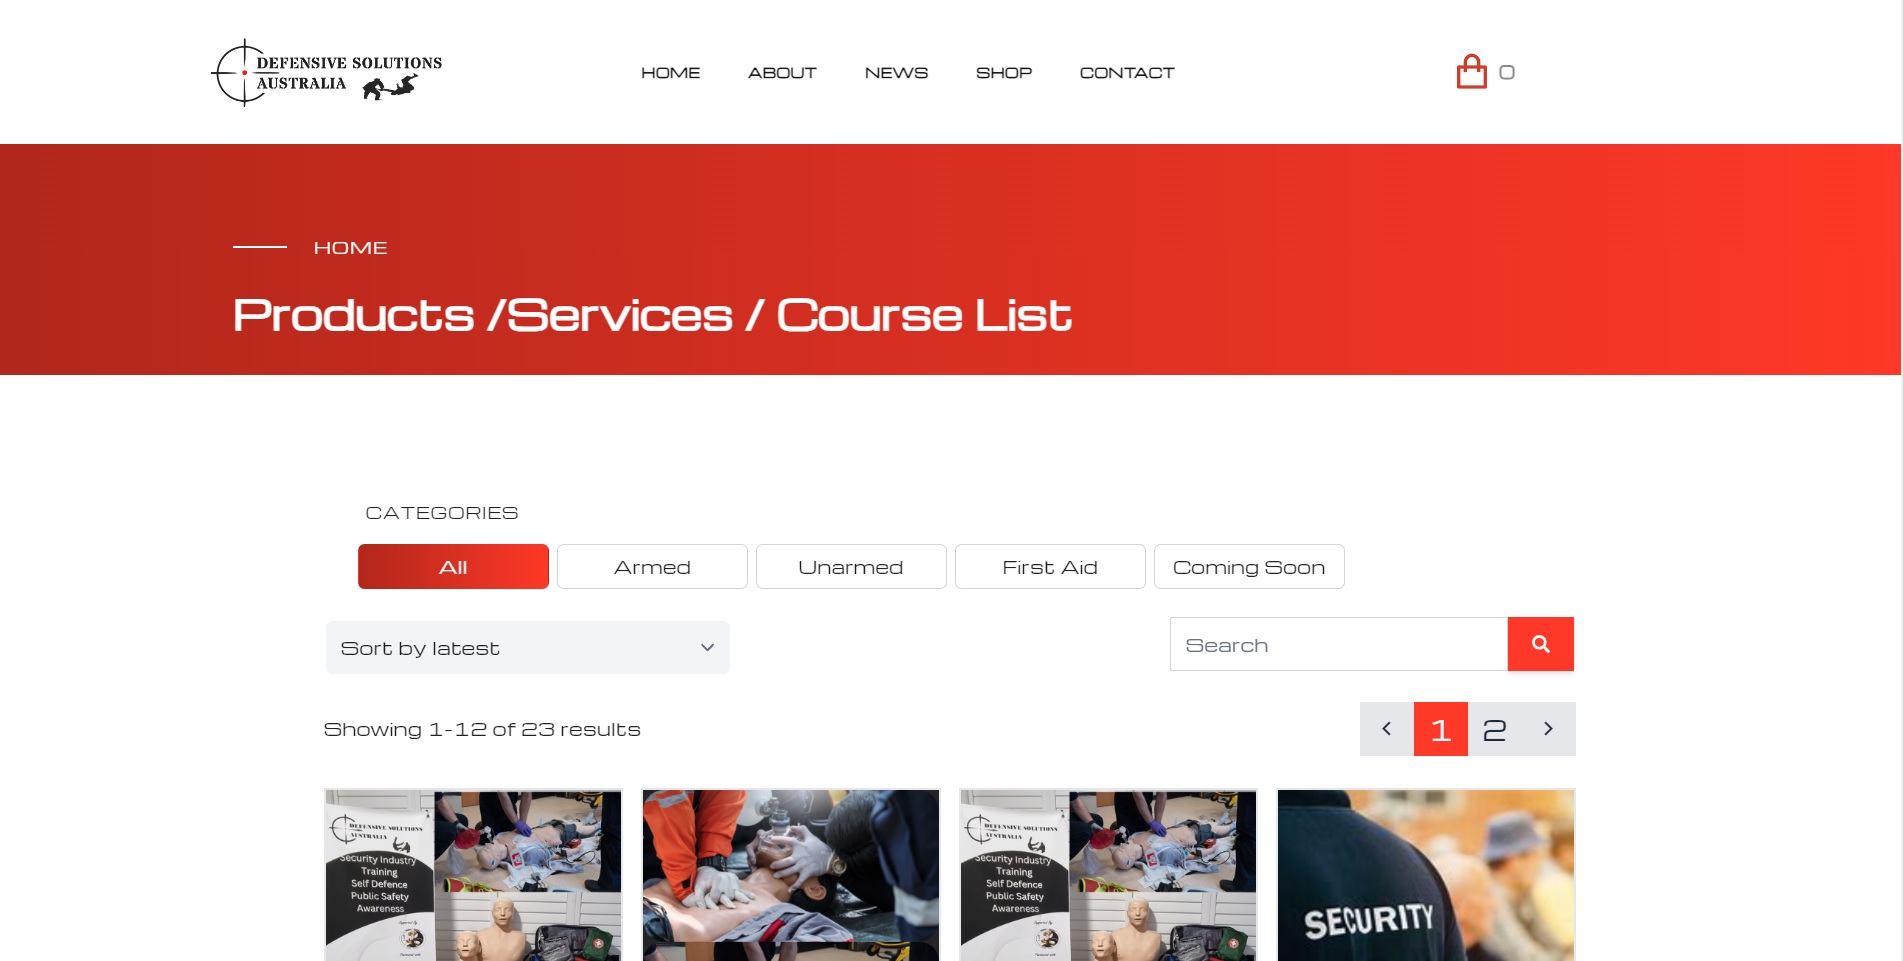 DEFENSIVE SOLUTIONS
AUSTRALIA
HOME
ABOUT
NEWS
SHOP
CONTACT
0
HOME
Products /Services / Course List
CATEGORIES
All
Armed
Unarmed
First Aid
Coming Soon
Sort by latest
Search
Showing 1-12 of 23 results
1
2
DEFENSIVE SOLUTIONS
AUSTRALIA
Security Industry
Training
Self Defence
Public Safety
Awareness
DEFENSIVE SOLUTIONS
AUSTRALIA
Security Industry
Training
Self Defence
Public Safety
Awareness
SECURITY